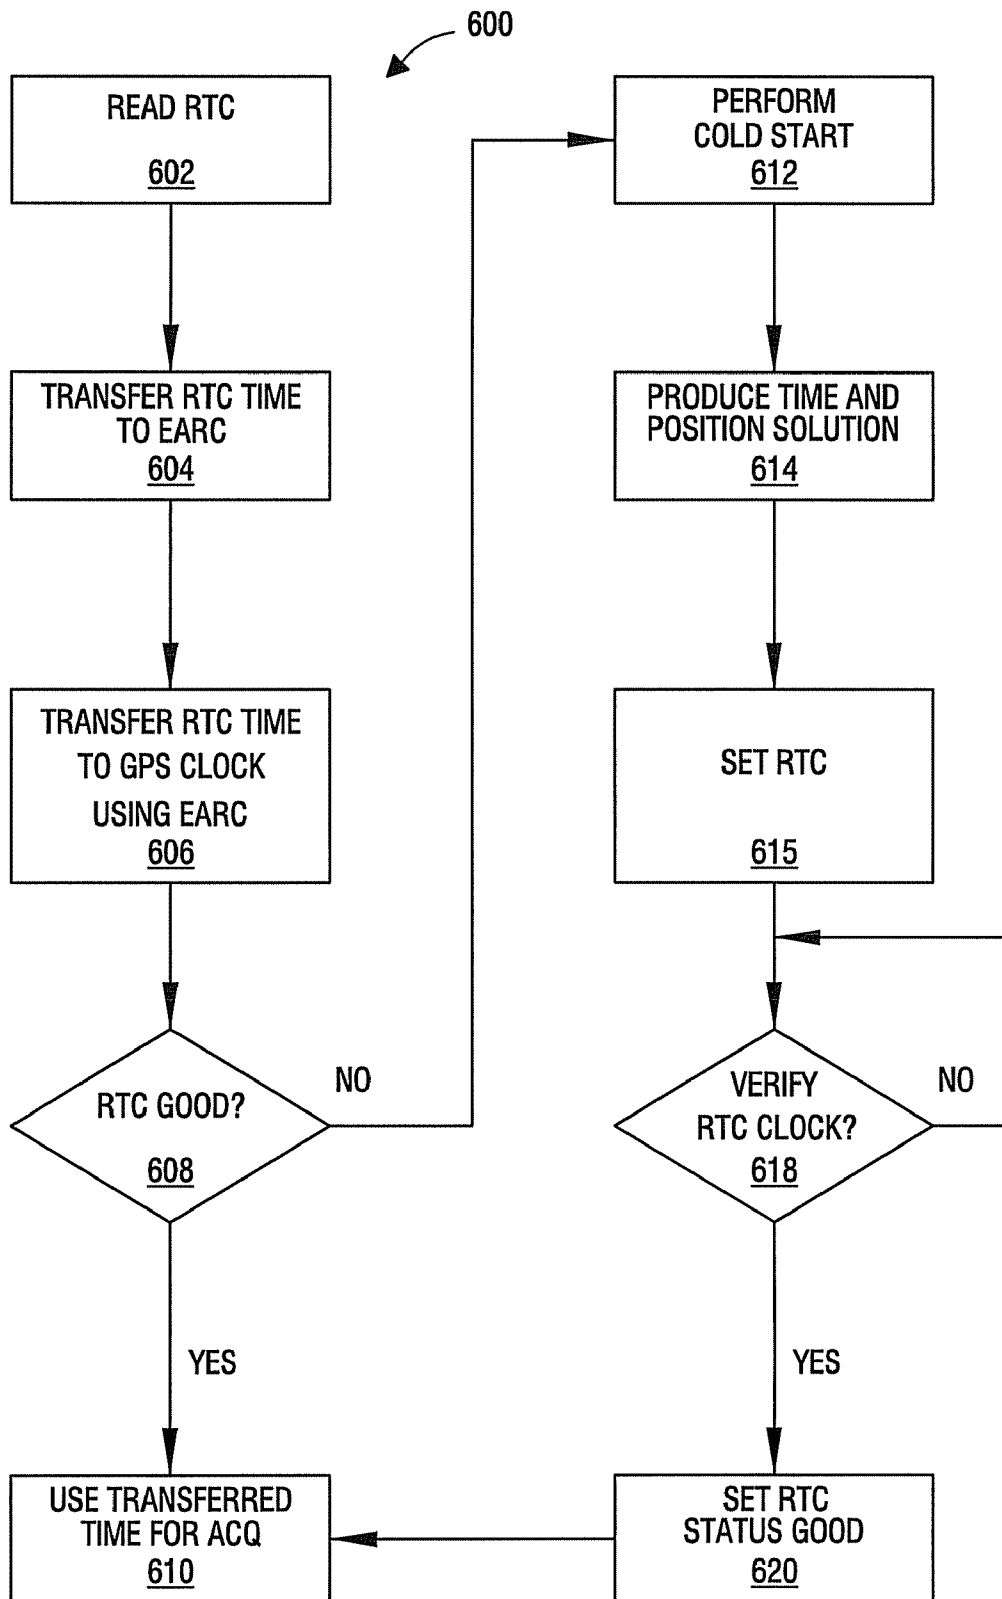 600
READ RTC
602
TRANSFER RTC TIME
TO EARC
604
TRANSFER RTC TIME
TO GPS CLOCK
USING EARC
606
RTC GOOD?
608
NO
YES
USE TRANSFERRED
TIME FOR ACQ
610
PERFORM
COLD START
612
PRODUCE TIME AND
POSITION SOLUTION
614
SET RTC
615
VERIFY
RTC CLOCK?
618
NO
YES
SET RTC
STATUS GOOD
620